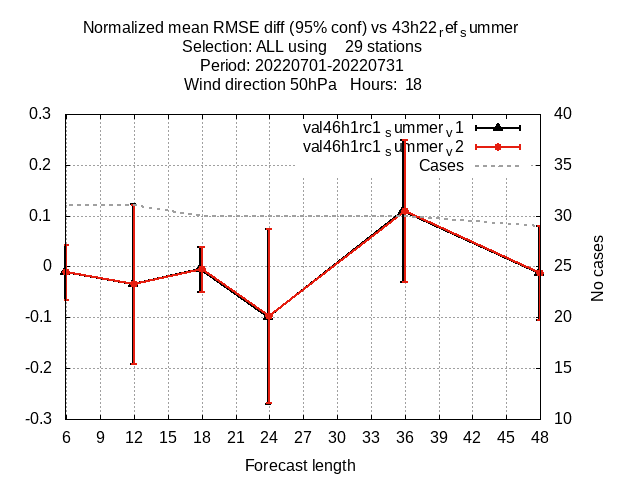 Normalized mean RMSE diff (95% conf) vs 43h22refsummer
Selection: ALL using 29 stations
Period: 20220701-20220731
Wind direction 50hPa Hours: 18
val46h1rc1summerv1
val46h1rc1summerv2
Cases
0.3 40
0.2 35
0.1 30
0 25
-0.1 20
-0.2 15
-0.3 10
No cases
6 9 12 15 18 21 24 27 30 33 36 39 42 45 48
Forecast length